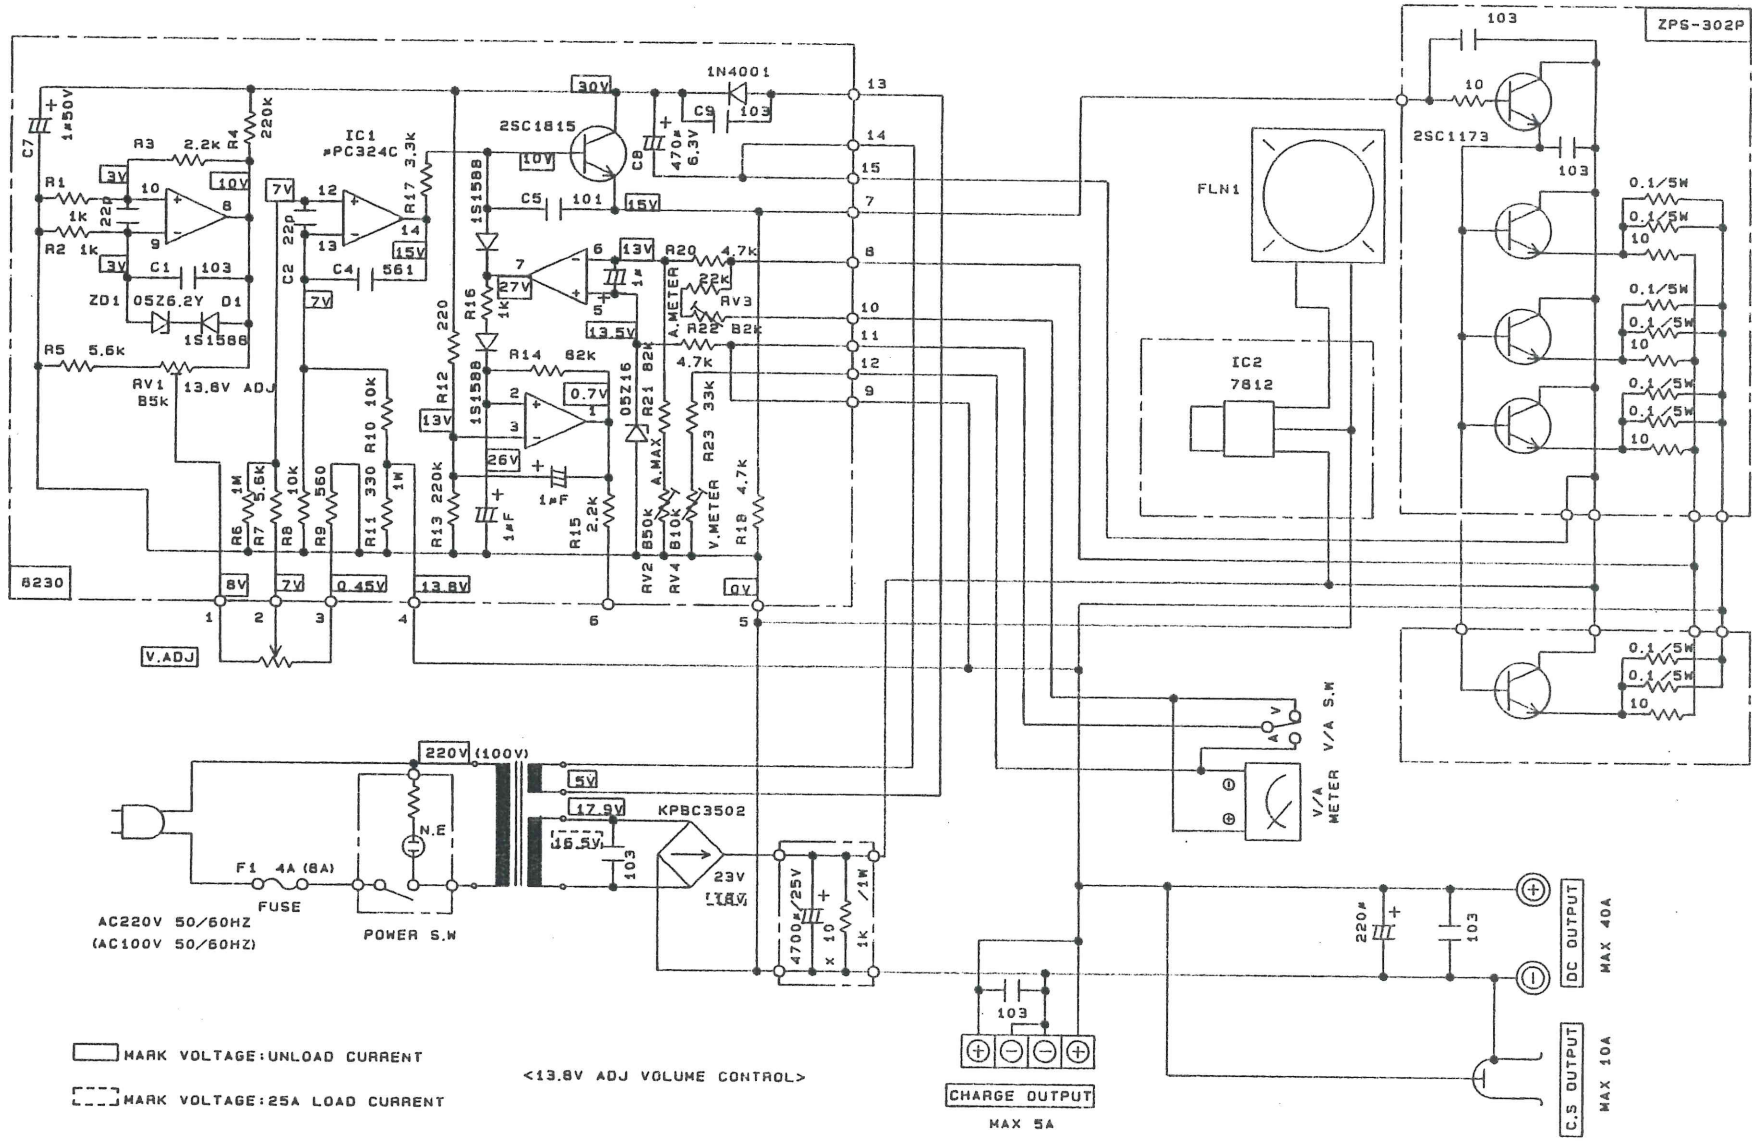 103
ZPS-302P
10
2SC1173
103
0.1/5W
0.1/5W
10
0.1/5W
0.1/5W
10
0.1/5W
0.1/5W
10
FLN1
IC2
7812
1N4001
C9 103
13
14
15
7
8
10
11
12
9
30V
2SC1815
10V
C8
470µ
6.3V
C5 101
15V
C7
1µ50V
R3 2.2k
R4
220k
3V
10V
R1
1k
10
8
22P
9
R2 1k
3V
C1 103
ZD1 05Z6.2Y D1
1S1588
R5 5.6k
RV1 13.8V ADJ
B5k
IC1
µPC324C
7V
12
22P
13
14
R17 3.3k
15V
C2
C4 561
7V
1S1588
6
13V
R20 4.7k
7
27V
5
1µ
22k
RV3
A.METER
R22 B2k
13.5V
4.7k
R16
1k
R12 220
1S1588
R14 82k
0.7V
2
1
3
13V
26V
1µF
05Z16
R21 82k
A.MAX
R23 33k
R10 10k
R6 1M
R7 5.6k
R8 10k
R9 560
R11 330
1W
R13 220k
1µF
R15 2.2k
RV2 B50k
RV4 B10k
V.METER
R18 4.7k
8230
8V
7V
0.45V
13.8V
0V
1
2
3
4
6
5
V.ADJ
0.1/5W
0.1/5W
10
V
A
V/A S.W
V/A
METER
220V (100V)
5V
17.9V
16.5V
103
KPBC3502
23V
18V
N.E
F1 4A (8A)
FUSE
POWER S.W
AC220V 50/60HZ
(AC100V 50/60HZ)
4700µ/25V
x 10
1K /1W
220µ
103
DC OUTPUT
MAX 40A
103
CHARGE OUTPUT
MAX 5A
C.S OUTPUT
MAX 10A
MARK VOLTAGE:UNLOAD CURRENT
MARK VOLTAGE:25A LOAD CURRENT
<13.8V ADJ VOLUME CONTROL>